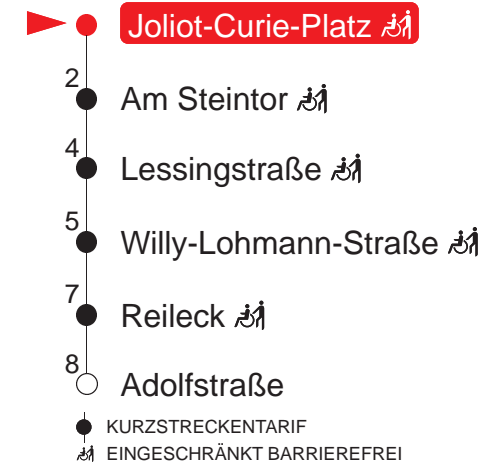 Joliot-Curie-Platz
2
Am Steintor
4
Lessingstraße
5
Willy-Lohmann-Straße
7
Reileck
8
Adolfstraße
KURZSTRECKENTARIF
EINGESCHRÄNKT BARRIEREFREI